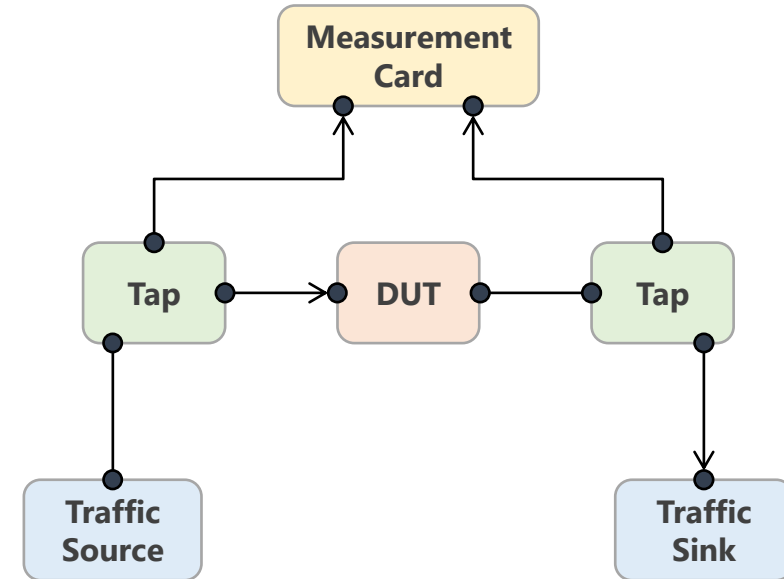 Measurement
Card
Tap
DUT
Tap
Traffic
Source
Traffic
Sink